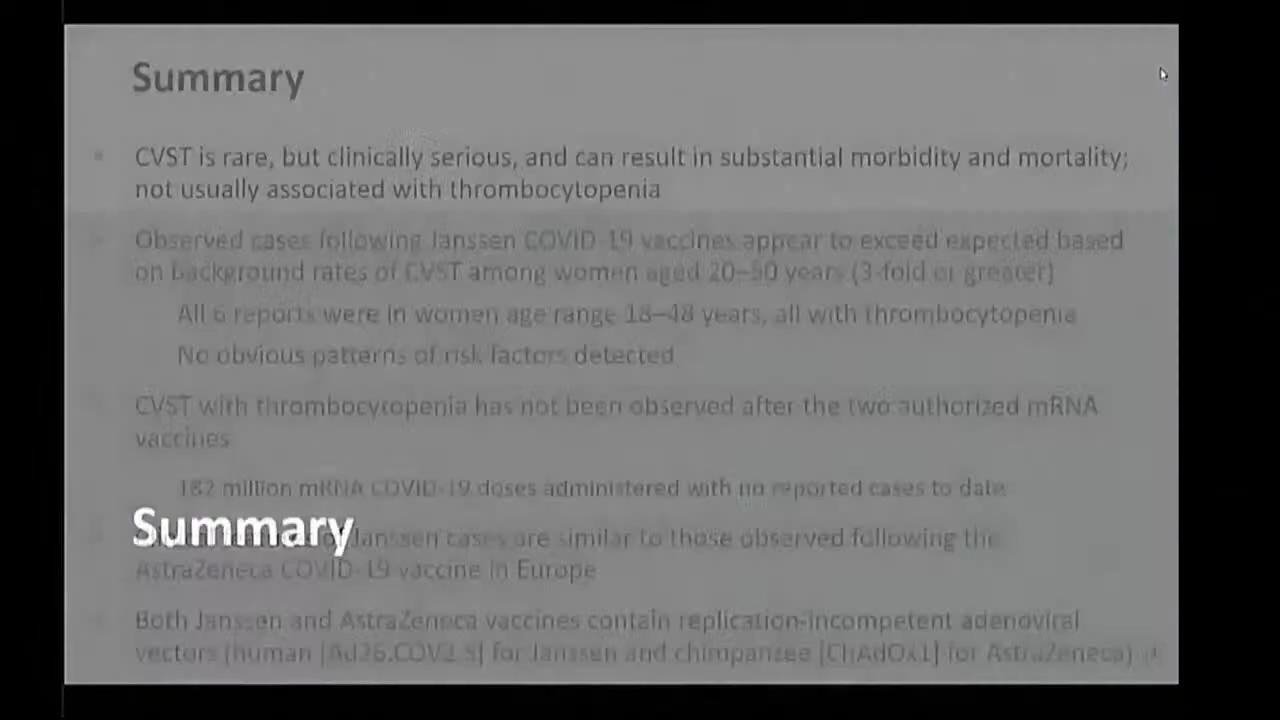 Summary
CVST is rare, but clinically serious, and can result in substantial morbidity and mortality;
not usually associated with thrombocytopenia
Observed cases following Janssen COVID-19 vaccines appear to exceed expected based
on background rates of CVST among women aged 20–50 years (3-fold or greater)
All 6 reports were in women age range 18–48 years, all with thrombocytopenia
No obvious patterns of risk factors detected
CVST with thrombocytopenia has not been observed after the two authorized mRNA
vaccines
182 million mRNA COVID-19 doses administered with no reported cases to date
Summary
of Janssen cases are similar to those observed following the
AstraZeneca COVID-19 vaccine in Europe
Both Janssen and AstraZeneca vaccines contain replication-incompetent adenoviral
vectors (human [Ad26.COV2.S] for Janssen and chimpanzee [ChAdOx1] for AstraZeneca)